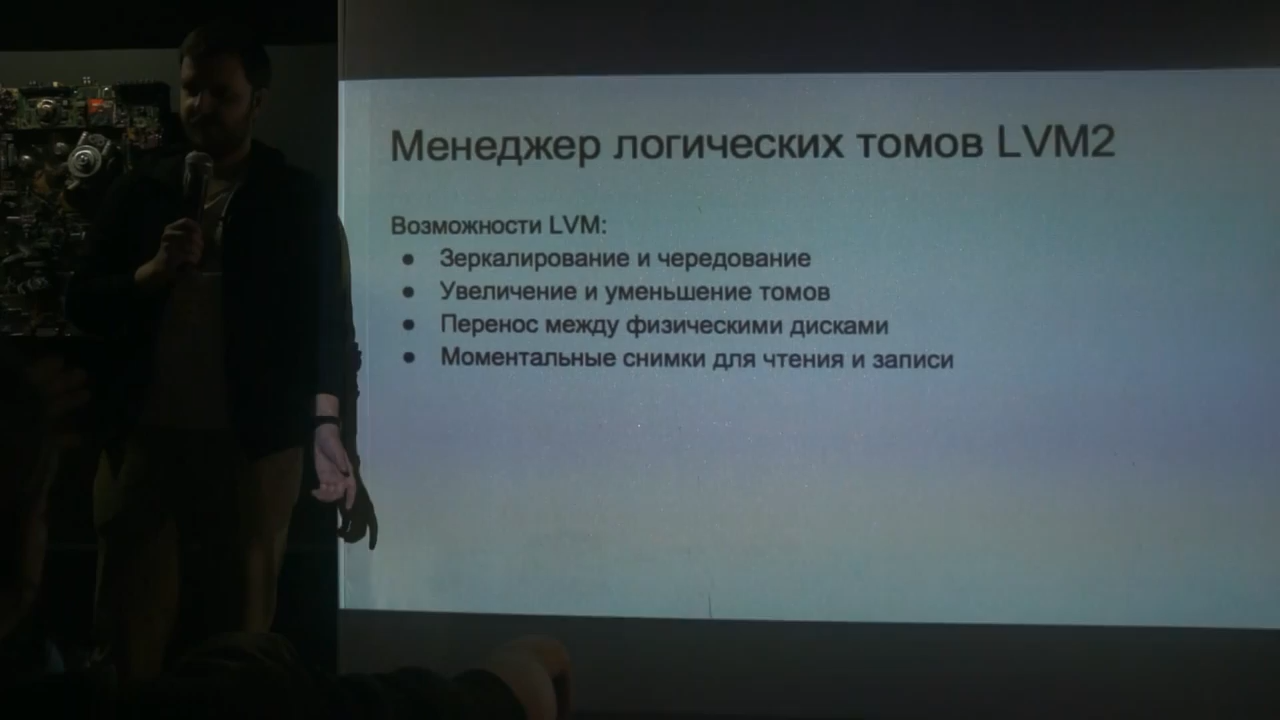 Менеджер логических томов LVM2
Возможности LVM:
● Зеркалирование и чередование
● Увеличение и уменьшение томов
● Перенос между физическими дисками
● Моментальные снимки для чтения и записи